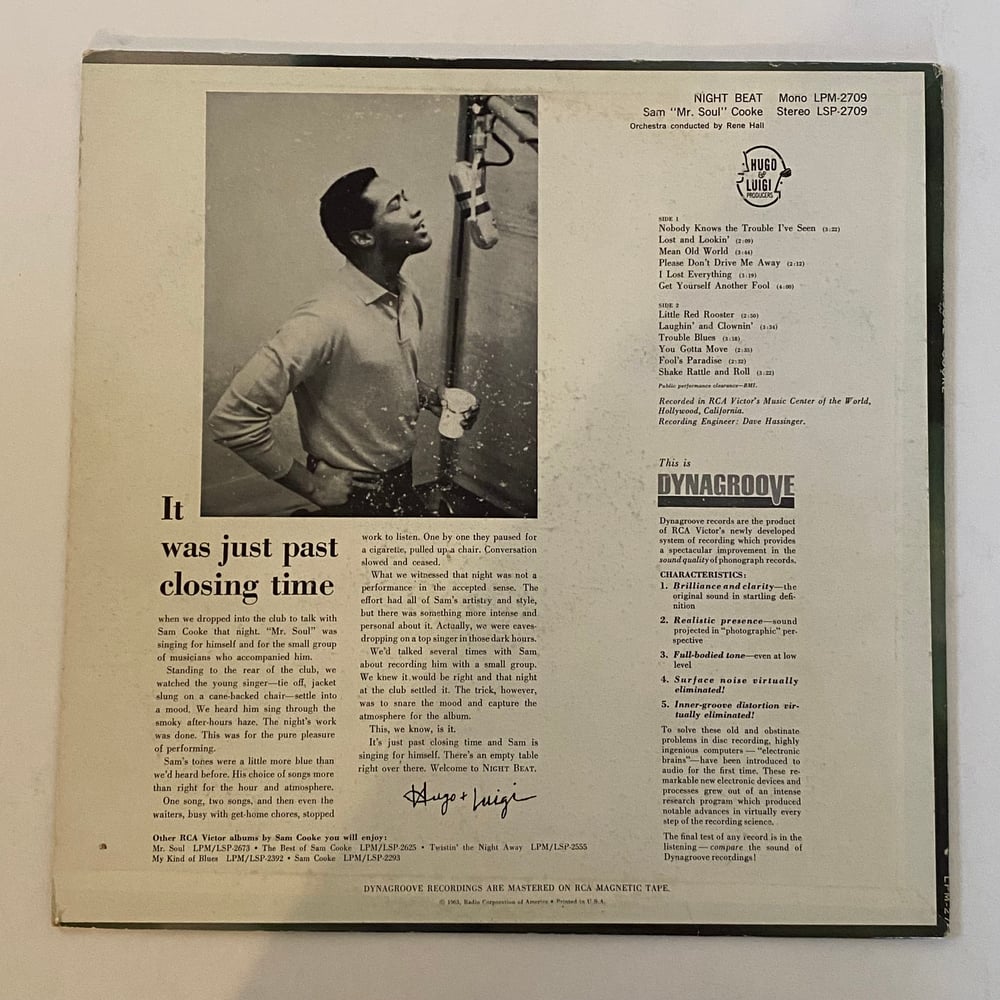 NIGHT BEAT Mono LPM-2709
Sam "Mr. Soul" Cooke Stereo LSP-2709
Orchestra conducted by Rene Hall
HUGO
&
LUIGI
PRODUCERS
SIDE 1
Nobody Knows the Trouble I've Seen (3:22)
Lost and Lookin' (2:09)
Mean Old World (3:44)
Please Don't Drive Me Away (2:12)
I Lost Everything (3:19)
Get Yourself Another Fool (4:00)
SIDE 2
Little Red Rooster (2:50)
Laughin' and Clownin' (3:34)
Trouble Blues (3:18)
You Gotta Move (2:35)
Fool's Paradise (2:32)
Shake Rattle and Roll (3:22)
Public performance clearance—BMI.
Recorded in RCA Victor's Music Center of the World,
Hollywood, California.
Recording Engineer: Dave Hassinger.
This is
DYNAGROOVE
Dynagroove records are the product
of RCA Victor's newly developed
system of recording which provides
a spectacular improvement in the
sound quality of phonograph records.
CHARACTERISTICS:
1. Brilliance and clarity—the
original sound in startling defi-
nition
2. Realistic presence—sound
projected in "photographic" per-
spective
3. Full-bodied tone—even at low
level
4. Surface noise virtually
eliminated!
5. Inner-groove distortion vir-
tually eliminated!
To solve these old and obstinate
problems in disc recording, highly
ingenious computers — "electronic
brains"—have been introduced to
audio for the first time. These re-
markable new electronic devices and
processes grew out of an intense
research program which produced
notable advances in virtually every
step of the recording science.
The final test of any record is in the
listening — compare the sound of
Dynagroove recordings!
It
was just past
closing time
when we dropped into the club to talk with
Sam Cooke that night. "Mr. Soul" was
singing for himself and for the small group
of musicians who accompanied him.
Standing to the rear of the club, we
watched the young singer—tie off, jacket
slung on a cane-backed chair—settle into
a mood. We heard him sing through the
smoky after-hours haze. The night's work
was done. This was for the pure pleasure
of performing.
Sam's tones were a little more blue than
we'd heard before. His choice of songs more
than right for the hour and atmosphere.
One song, two songs, and then even the
waiters, busy with get-home chores, stopped
work to listen. One by one they paused for
a cigarette, pulled up a chair. Conversation
slowed and ceased.
What we witnessed that night was not a
performance in the accepted sense. The
effort had all of Sam's artistry and style,
but there was something more intense and
personal about it. Actually, we were eaves-
dropping on a top singer in those dark hours.
We'd talked several times with Sam
about recording him with a small group.
We knew it would be right and that night
at the club settled it. The trick, however,
was to snare the mood and capture the
atmosphere for the album.
This, we know, is it.
It's just past closing time and Sam is
singing for himself. There's an empty table
right over there. Welcome to NIGHT BEAT.
Hugo + Luigi
Other RCA Victor albums by Sam Cooke you will enjoy:
Mr. Soul LPM/LSP-2673 • The Best of Sam Cooke LPM/LSP-2625 • Twistin' the Night Away LPM/LSP-2555
My Kind of Blues LPM/LSP-2392 • Sam Cooke LPM/LSP-2293
DYNAGROOVE RECORDINGS ARE MASTERED ON RCA MAGNETIC TAPE.
© 1963, Radio Corporation of America • Printed in U.S.A.